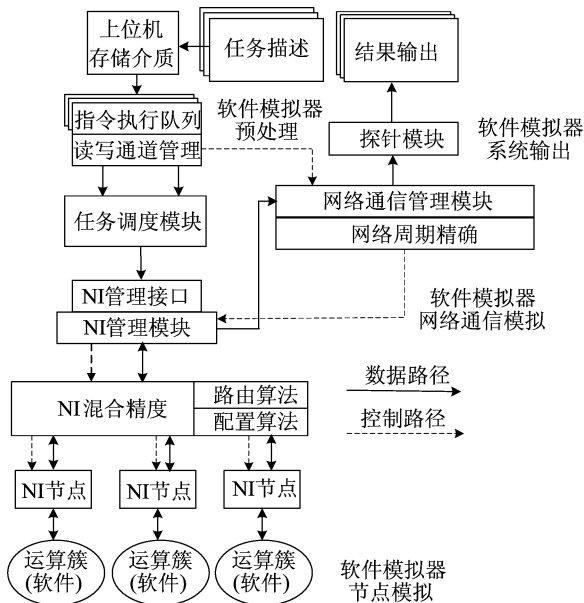 上位机
存储介质
任务描述
结果输出
指令执行队列
读写通道管理
软件模拟器
预处理
探针模块
软件模拟器
系统输出
任务调度模块
网络通信管理模块
网络周期精确
NI管理接口
NI管理模块
软件模拟器
网络通信模拟
NI混合精度
路由算法
配置算法
数据路径
控制路径
NI节点
NI节点
NI节点
运算簇
(软件)
运算簇
(软件)
运算簇
(软件)
软件模拟器
节点模拟